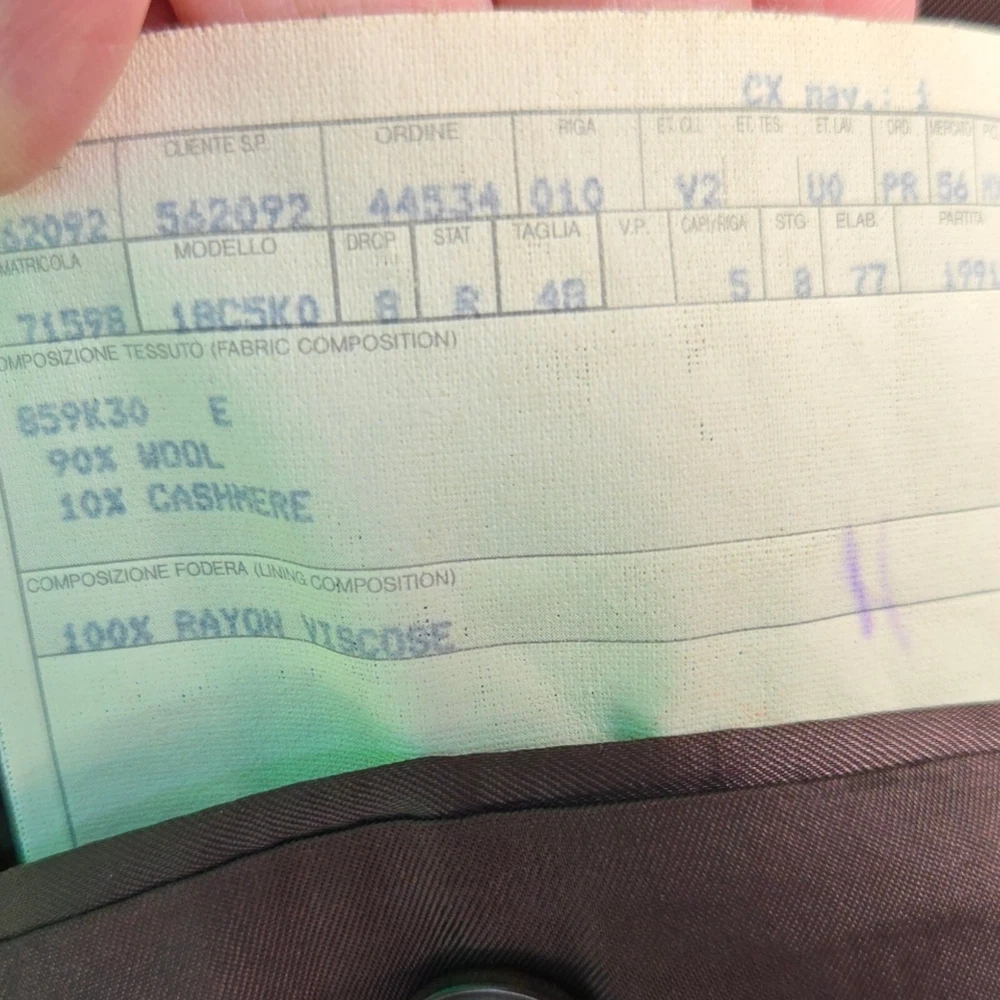 CX nav.: 1
CLIENTE S.P. ORDINE RIGA ET. CLI. ET. TES. ET. LAV. ORD. MERCATO
62092 562092 44534 010 V2 U0 PR 56
MATRICOLA MODELLO DROP STAT TAGLIA V.P. CAPI/RIGA STG ELAB. PARTITA
71598 18C5K0 8 R 48 5 8 77 1991
COMPOSIZIONE TESSUTO (FABRIC COMPOSITION)
859K30 E
90% WOOL
10% CASHMERE
COMPOSIZIONE FODERA (LINING COMPOSITION)
100% RAYON VISCOSE